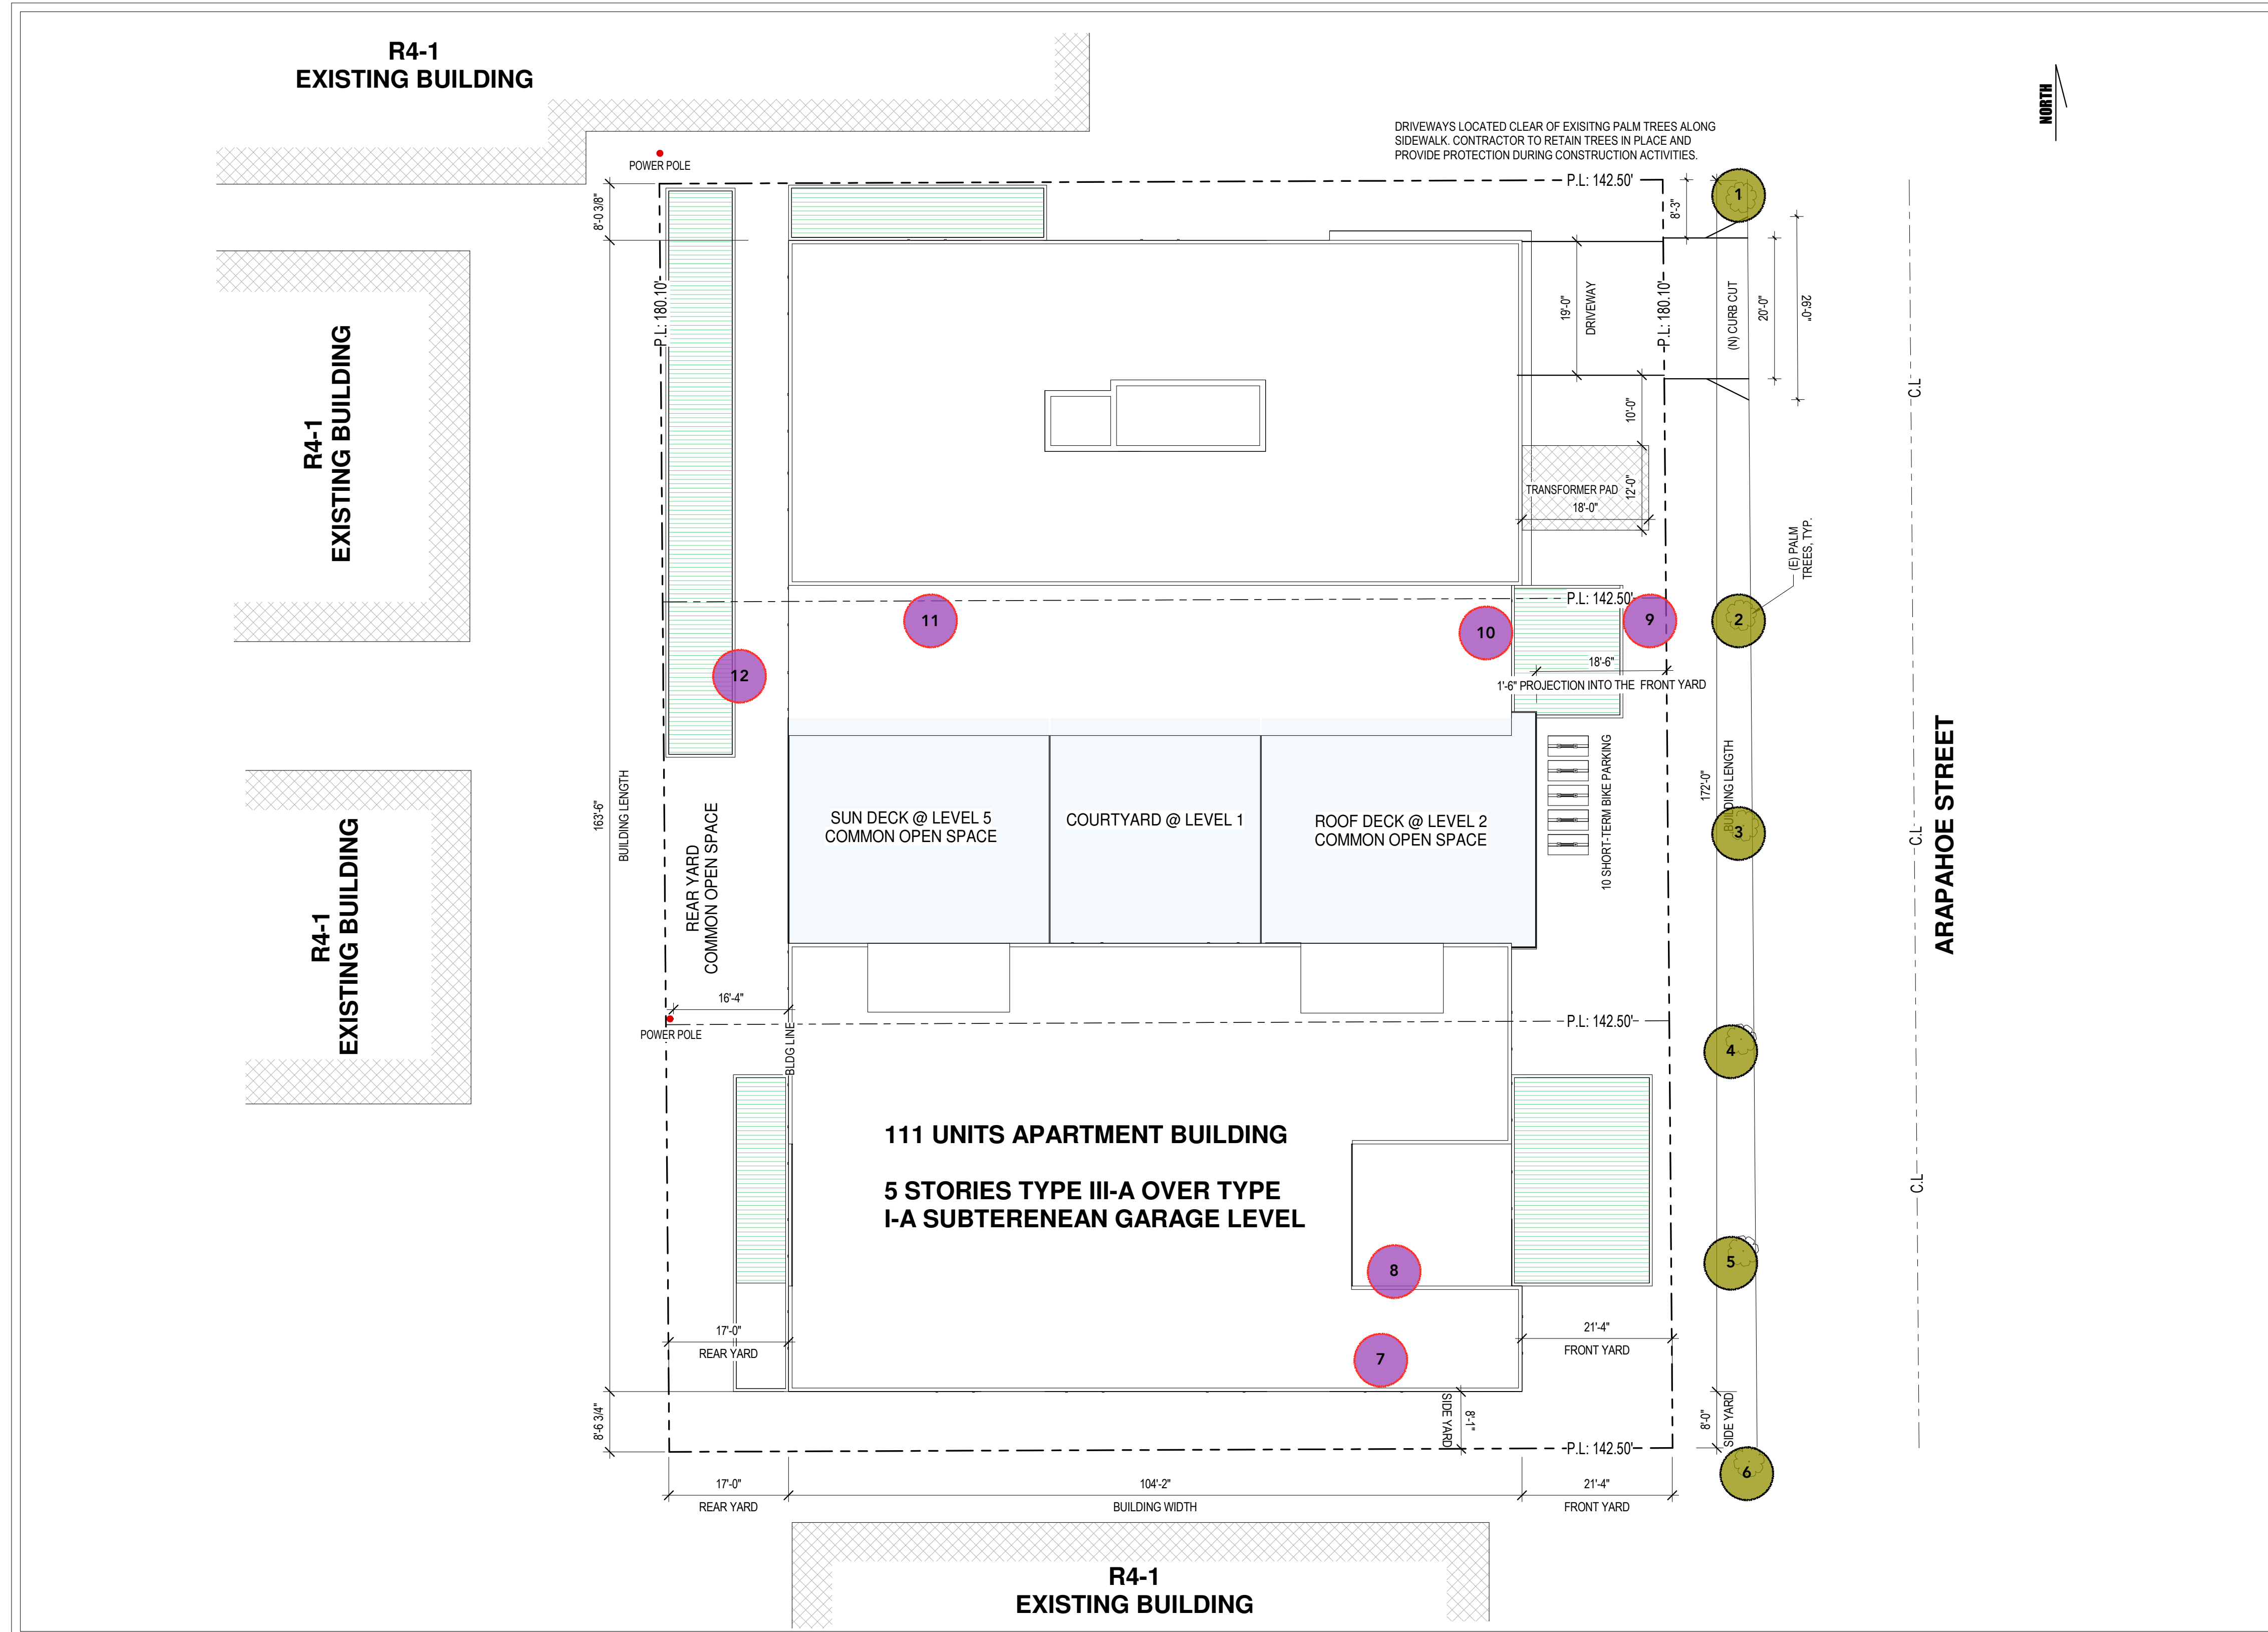 R4-1
EXISTING BUILDING
NORTH
DRIVEWAYS LOCATED CLEAR OF EXISITNG PALM TREES ALONG
SIDEWALK. CONTRACTOR TO RETAIN TREES IN PLACE AND
PROVIDE PROTECTION DURING CONSTRUCTION ACTIVITIES.
POWER POLE
P.L: 142.50'
1
8'-0 3/8"
8'-3"
P.L: 180.10'
19'-0"
DRIVEWAY
P.L: 180.10'
(N) CURB CUT
20'-0"
26'-0"
R4-1
EXISTING BUILDING
C.L
10'-0"
TRANSFORMER PAD
12'-0"
18'-0"
(E) PALM
TREES, TYP.
P.L: 142.50'
11
10
9
2
12
18'-6"
1'-6" PROJECTION INTO THE FRONT YARD
163'-6"
BUILDING LENGTH
REAR YARD
COMMON OPEN SPACE
SUN DECK @ LEVEL 5
COMMON OPEN SPACE
COURTYARD @ LEVEL 1
ROOF DECK @ LEVEL 2
COMMON OPEN SPACE
10 SHORT-TERM BIKE PARKING
172'-0"
BUILDING LENGTH
3
C.L
ARAPAHOE STREET
R4-1
EXISTING BUILDING
16'-4"
POWER POLE
BLDG LINE
P.L: 142.50'
4
111 UNITS APARTMENT BUILDING
5 STORIES TYPE III-A OVER TYPE
I-A SUBTERENEAN GARAGE LEVEL
C.L
8
5
7
17'-0"
REAR YARD
21'-4"
FRONT YARD
8'-6 3/4"
SIDE YARD
8'-1"
8'-0"
SIDE YARD
P.L: 142.50'
6
17'-0"
REAR YARD
104'-2"
BUILDING WIDTH
21'-4"
FRONT YARD
R4-1
EXISTING BUILDING